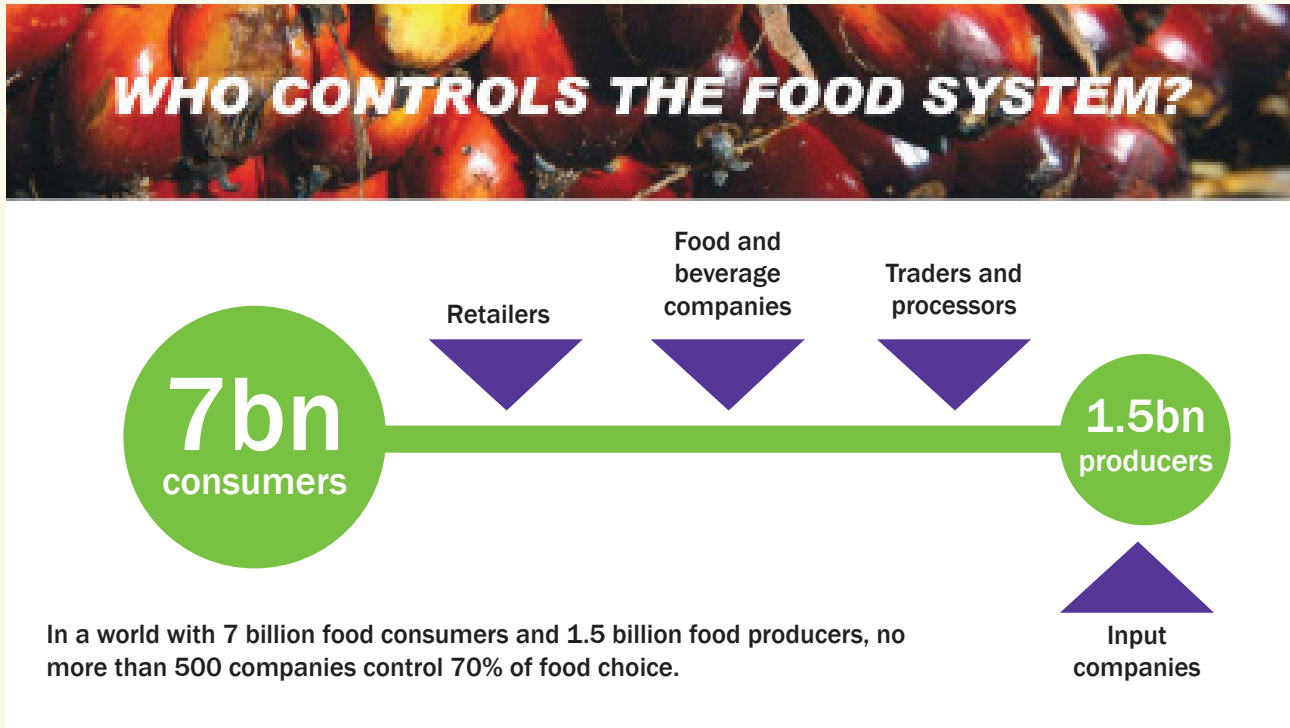 WHO CONTROLS THE FOOD SYSTEM?
Food and
beverage
companies
Traders and
processors
Retailers
7bn
consumers
1.5bn
producers
In a world with 7 billion food consumers and 1.5 billion food producers, no
more than 500 companies control 70% of food choice.
Input
companies